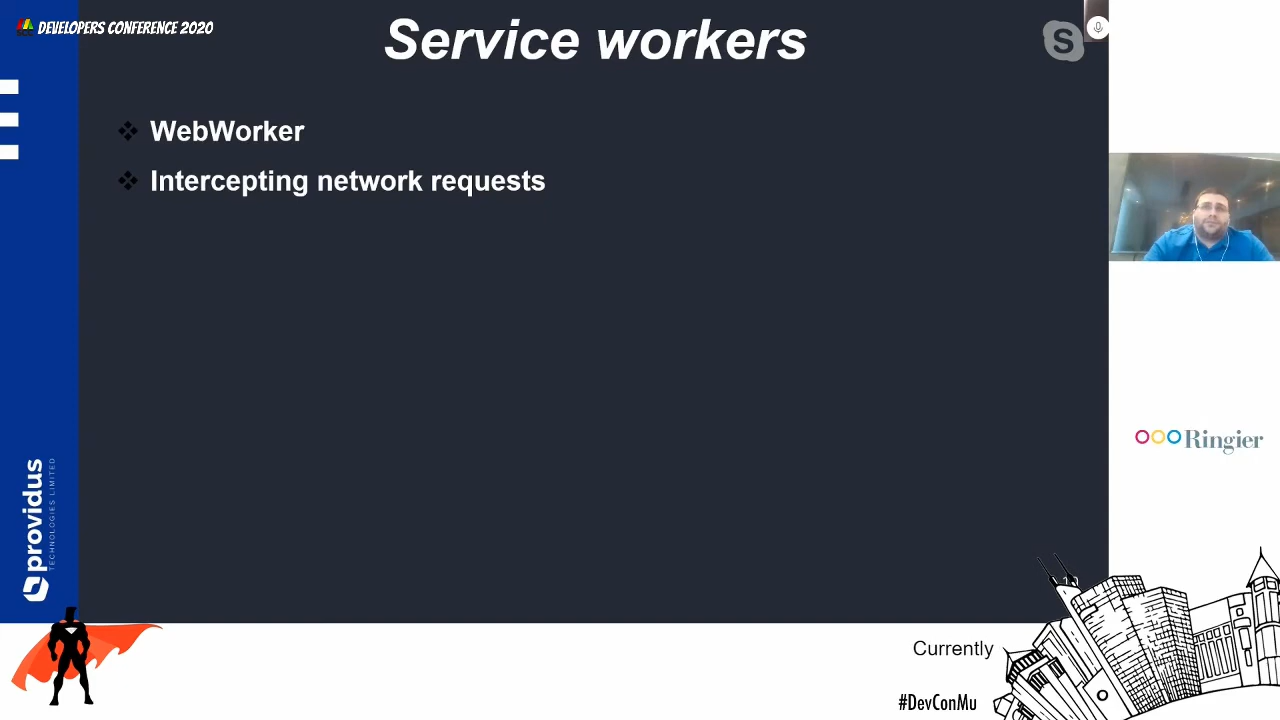 DEVELOPERS CONFERENCE 2020
Service workers
S
WebWorker
Intercepting network requests
providus
TECHNOLOGIES LIMITED
Ringier
Currently
#DevConMu